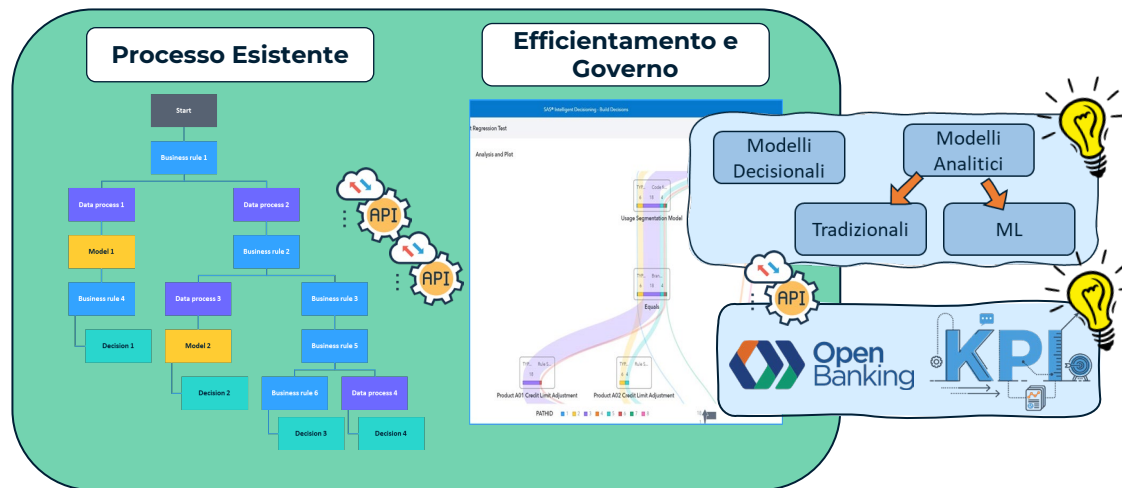 Processo Esistente
Efficientamento e
Governo
Start
Business rule 1
Data process 1
Data process 2
Model 1
Business rule 2
Business rule 4
Data process 3
Business rule 3
Decision 1
Model 2
Business rule 5
Decision 2
Business rule 6
Data process 4
Decision 3
Decision 4
API
API
SAS® Intelligent Decisioning - Build Decisions
t Regression Test
Analysis and Plot
Usage Segmentation Model
Equals
Product A01 Credit Limit Adjustment
Product A02 Credit Limit Adjustment
PATHID
Modelli
Decisionali
Modelli
Analitici
Tradizionali
ML
API
Open
Banking
KPI